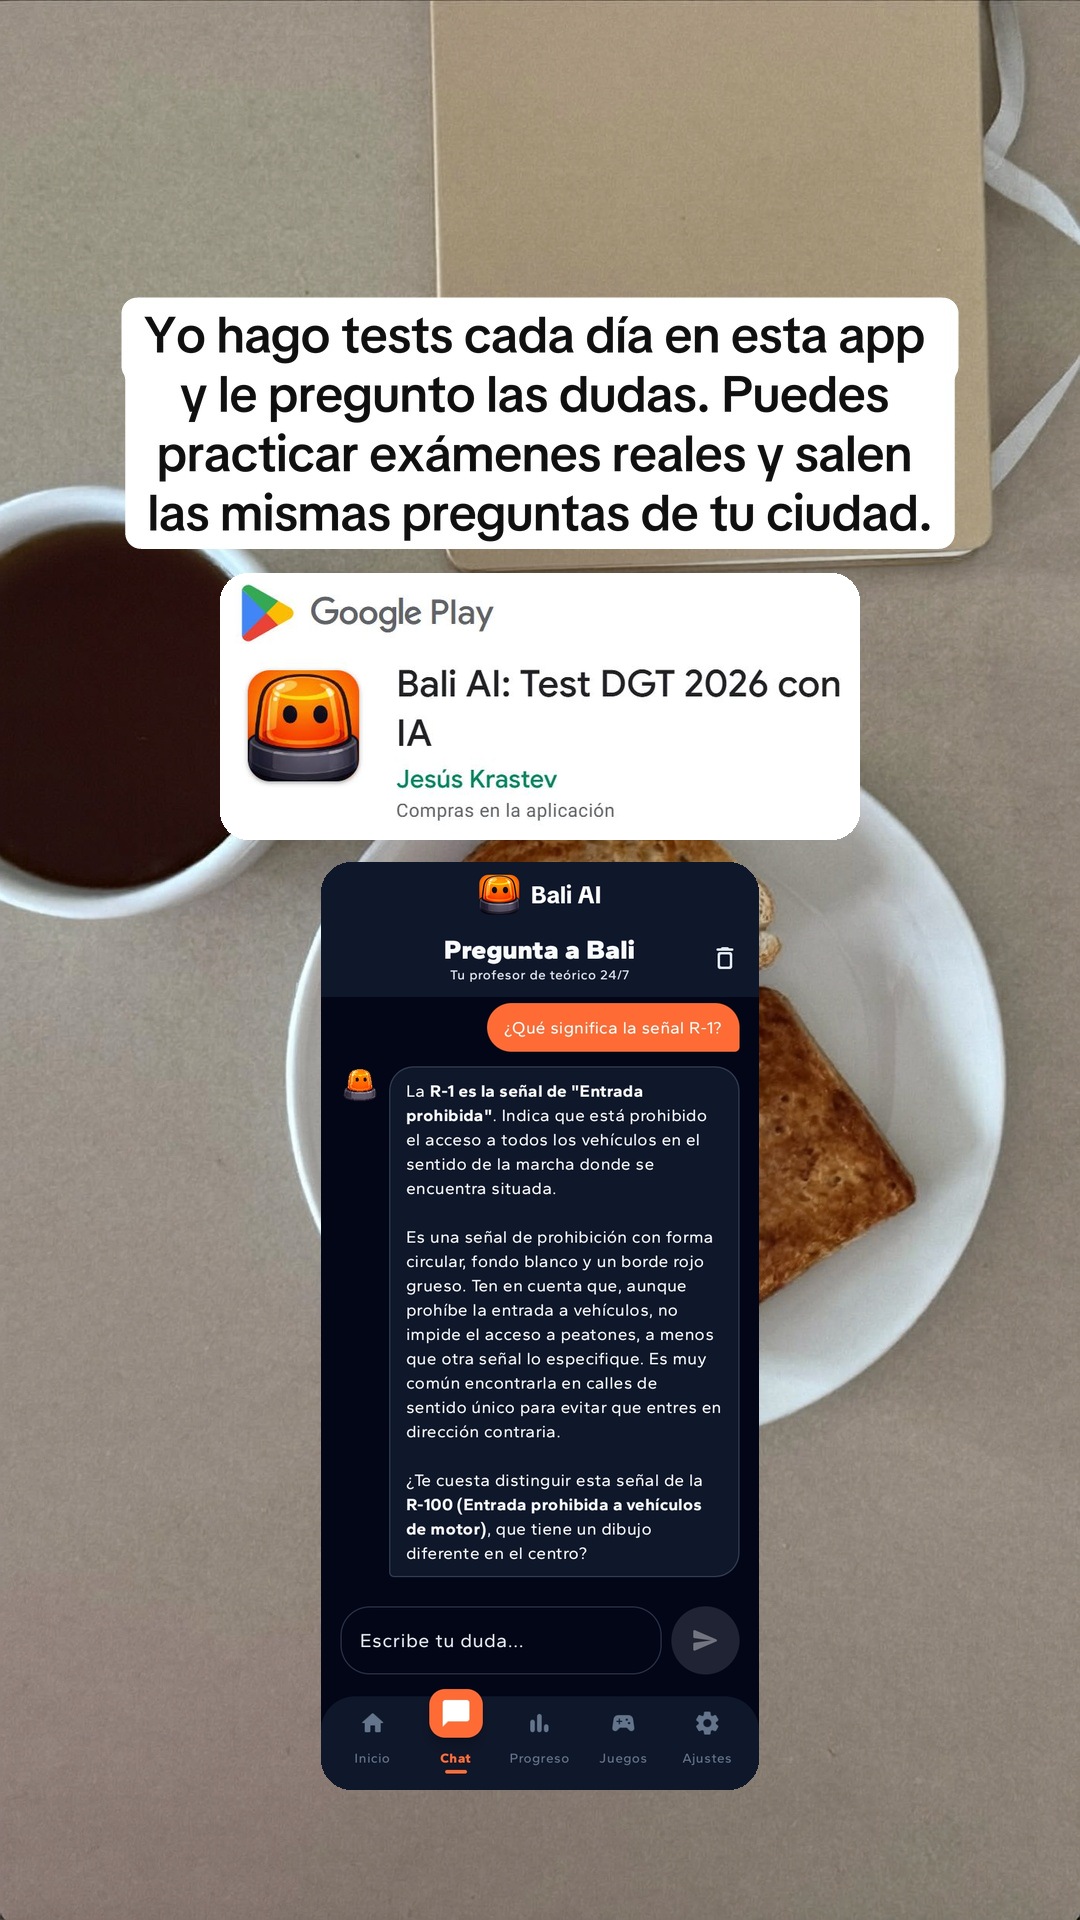 Yo hago tests cada día en esta app
y le pregunto las dudas. Puedes
practicar exámenes reales y salen
las mismas preguntas de tu ciudad.
Google Play
Bali AI: Test DGT 2026 con
IA
Jesús Krastev
Compras en la aplicación
Bali AI
Pregunta a Bali
Tu profesor de teórico 24/7
¿Qué significa la señal R-1?
La R-1 es la señal de "Entrada
prohibida". Indica que está prohibido
el acceso a todos los vehículos en el
sentido de la marcha donde se
encuentra situada.
Es una señal de prohibición con forma
circular, fondo blanco y un borde rojo
grueso. Ten en cuenta que, aunque
prohíbe la entrada a vehículos, no
impide el acceso a peatones, a menos
que otra señal lo especifique. Es muy
común encontrarla en calles de
sentido único para evitar que entres en
dirección contraria.
¿Te cuesta distinguir esta señal de la
R-100 (Entrada prohibida a vehículos
de motor), que tiene un dibujo
diferente en el centro?
Escribe tu duda...
Inicio Chat Progreso Juegos Ajustes